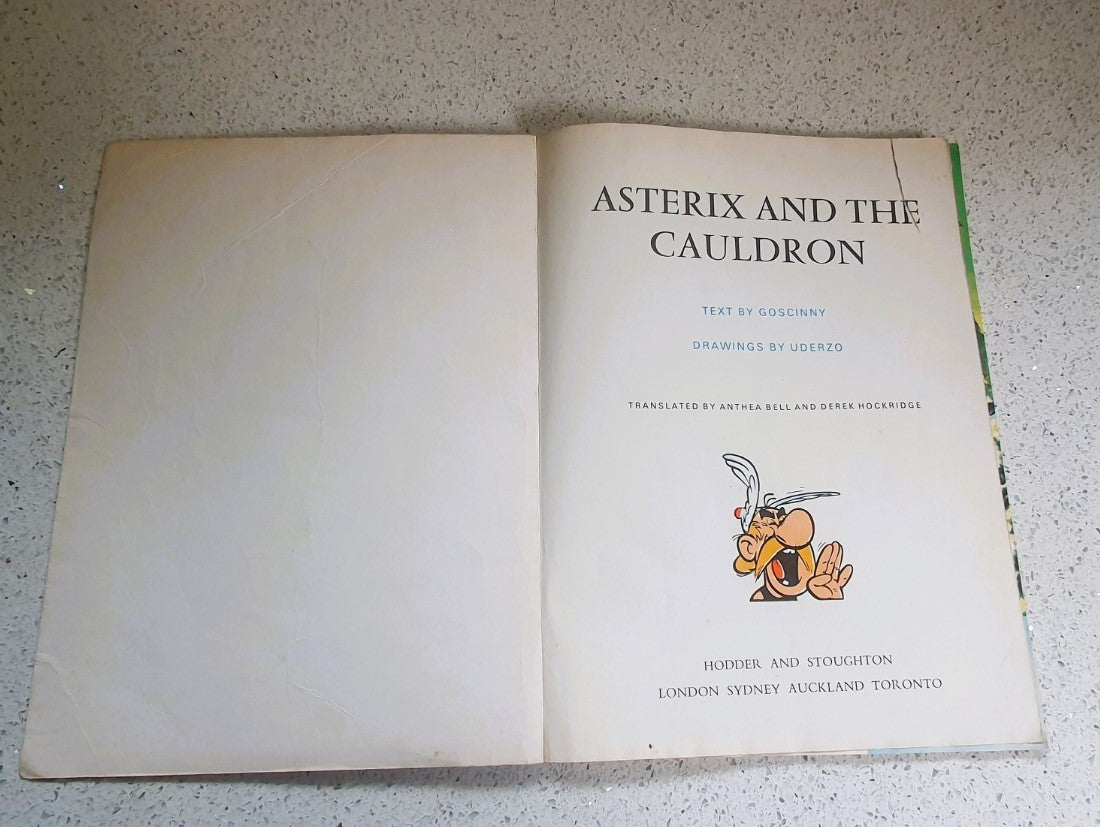 ASTERIX AND THE
CAULDRON
TEXT BY GOSCINNY
DRAWINGS BY UDERZO
TRANSLATED BY ANTHEA BELL AND DEREK HOCKRIDGE
HODDER AND STOUGHTON
LONDON SYDNEY AUCKLAND TORONTO